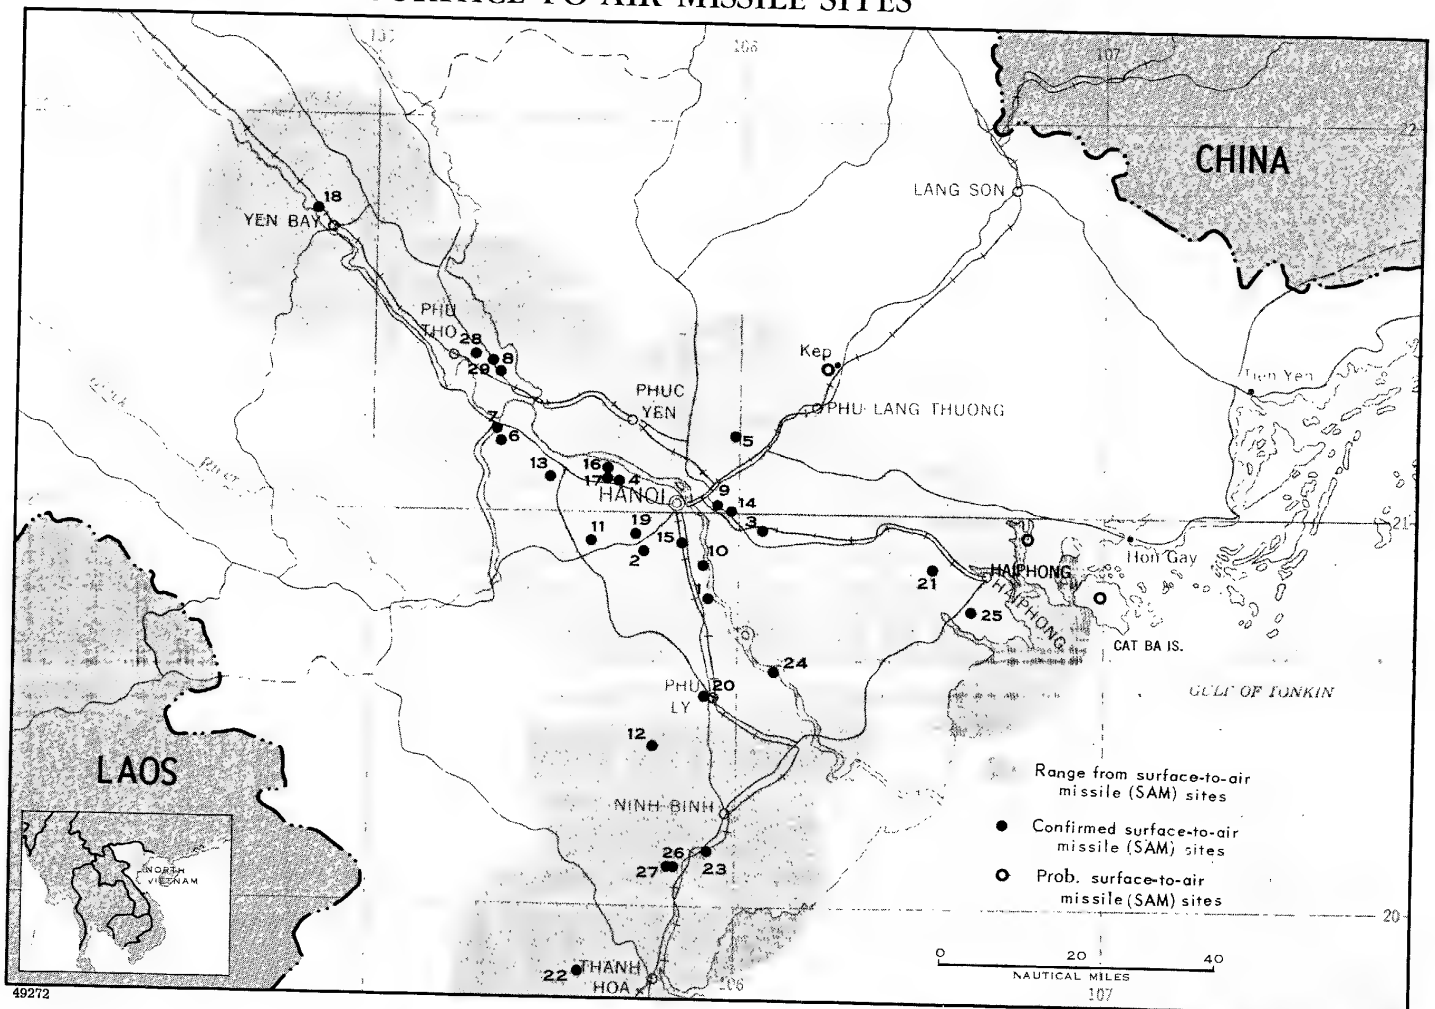 SURFACE-TO-AIR MISSILE SITES
106
107
22
CHINA
LANG SON
18
YEN BAY
PHU
THO
28
8
29
Kep
PHUC
YEN
PHU LANG THUONG
Tien Yen
7
6
5
River
13
16
17
4
HANOI
9
14
3
21
11
19
2
15
10
Hon Gay
HAIPHONG
HAIPHONG
21
1
25
CAT BA IS.
24
GULF OF TONKIN
PHU
LY
20
12
LAOS
Range from surface-to-air
missile (SAM) sites
NINH BINH
Confirmed surface-to-air
missile (SAM) sites
26
27
23
Prob. surface-to-air
missile (SAM) sites
NORTH
VIETNAM
20
22
THANH
HOA
0
20
40
NAUTICAL MILES
106
107
49272